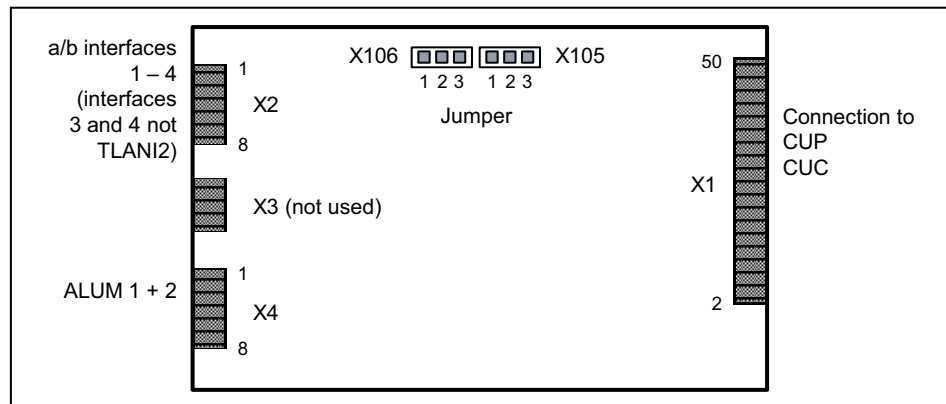 a/b interfaces
1 – 4
(interfaces
3 and 4 not
TLANI2)
1
X2
8
X3 (not used)
ALUM 1 + 2
1
X4
8
X106
1 2 3
1 2 3
X105
Jumper
50
X1
2
Connection to
CUP
CUC